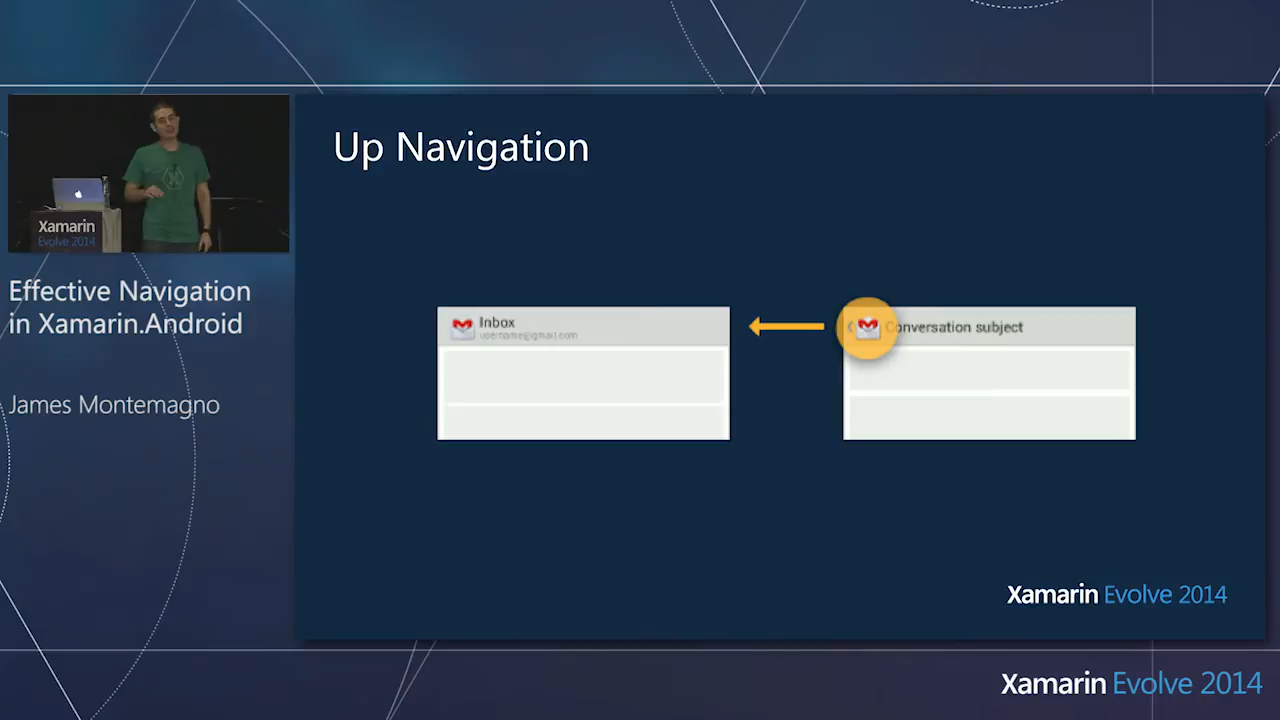 Xamarin
Evolve 2014
Effective Navigation
in Xamarin.Android
James Montemagno
Up Navigation
Inbox
username@gmail.com
Conversation subject
Xamarin Evolve 2014
Xamarin Evolve 2014